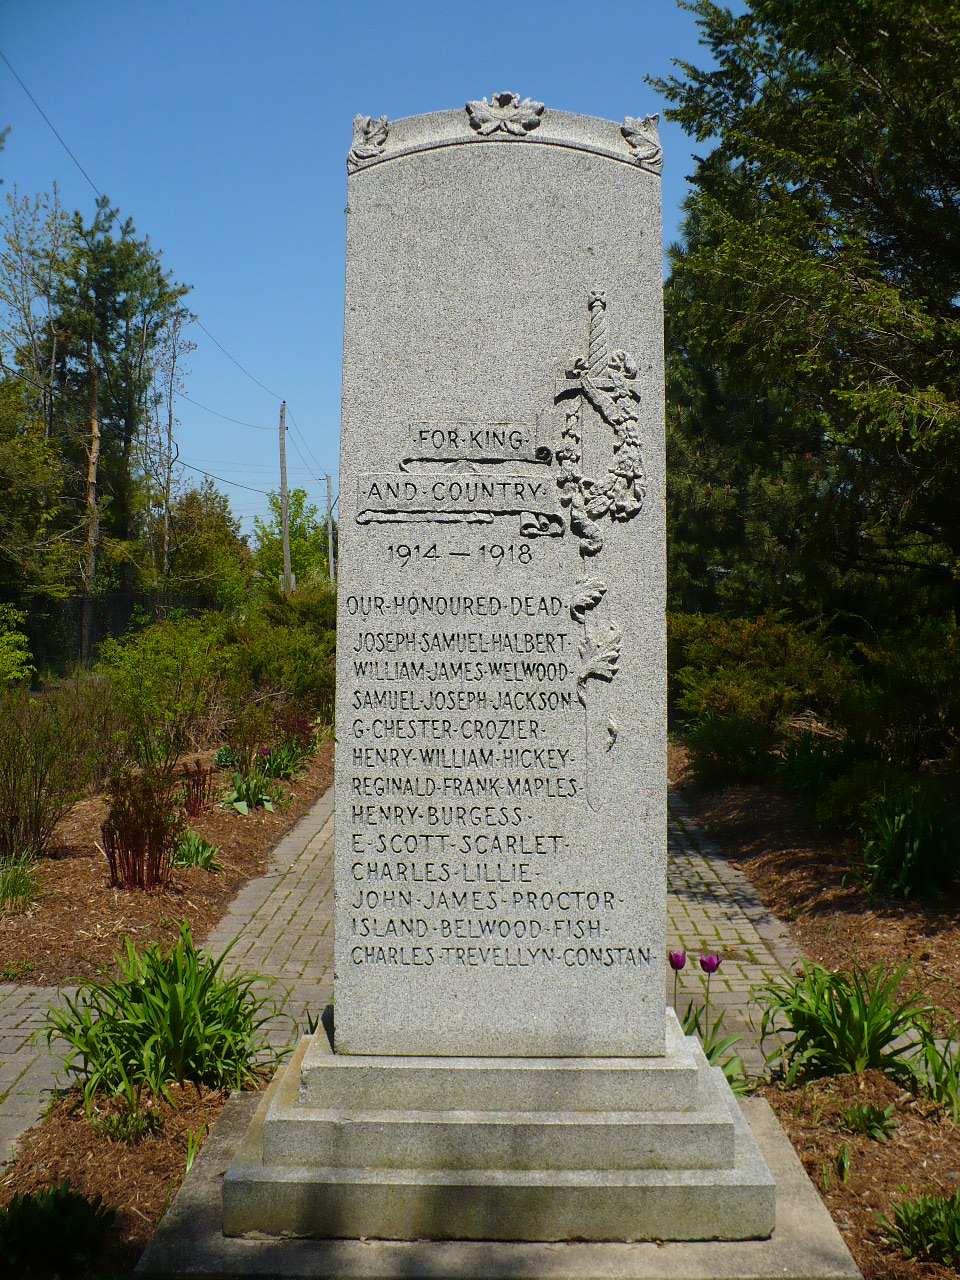 ·FOR·KING·
·AND·COUNTRY·
1914—1918
OUR·HONOURED·DEAD·
JOSEPH·SAMUEL·HALBERT·
WILLIAM·JAMES·WELWOOD·
SAMUEL·JOSEPH·JACKSON·
G·CHESTER·CROZIER·
HENRY·WILLIAM·HICKEY·
REGINALD·FRANK·MAPLES·
HENRY·BURGESS·
E·SCOTT·SCARLETT·
CHARLES·LILLIE·
JOHN·JAMES·PROCTOR·
ISLAND·BELWOOD·FISH·
CHARLES·TREVELLYN·CONSTAN·